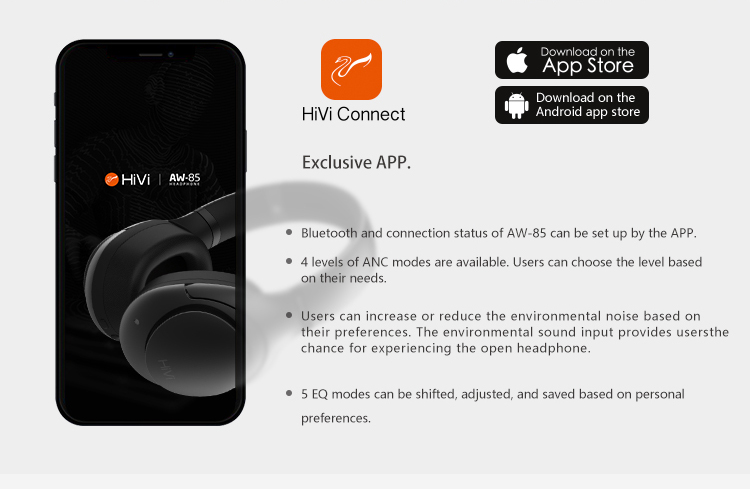 HiVi Connect
Download on the
App Store
Download on the
Android app store
Exclusive APP.
HiVi | AW-85
HEADPHONE
Bluetooth and connection status of AW-85 can be set up by the APP.
4 levels of ANC modes are available. Users can choose the level based
on their needs.
Users can increase or reduce the environmental noise based on
their preferences. The environmental sound input provides usersthe
chance for experiencing the open headphone.
5 EQ modes can be shifted, adjusted, and saved based on personal
preferences.
HiVi